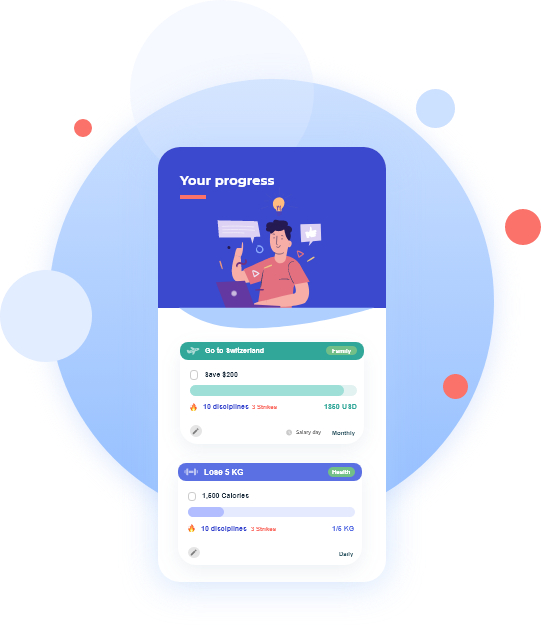 Your progress
Go to Switzerland
Family
Save $200
10 disciplines 3 Strikes
1860 USD
Salary day
Monthly
Lose 5 KG
Health
1,500 Calories
10 disciplines 3 Strikes
1/5 KG
Daily